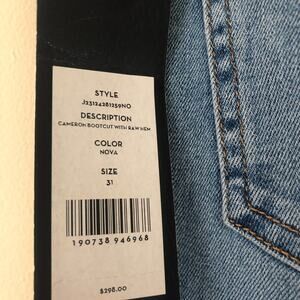 STYLE
J23124281259NO
DESCRIPTION
CAMERON BOOTCUT WITH RAW HEM
COLOR
NOVA
SIZE
31
190738 946968
$298.00